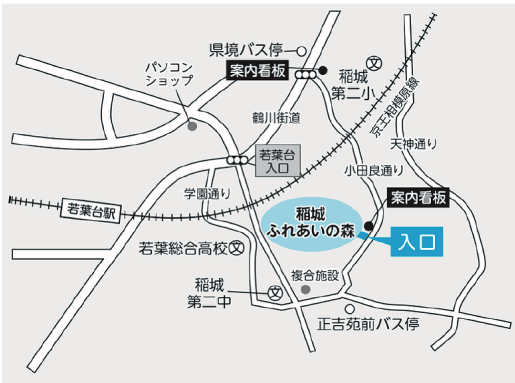 県境バス停
案内看板
稲城
第二小
文
パソコン
ショップ
鶴川街道
京王相模原線
天神通り
若葉台
入口
小田良通り
学園通り
案内看板
若葉台駅
稲城
ふれあいの森
入口
若葉総合高校
文
稲城
第二中
文
複合施設
正吉苑前バス停